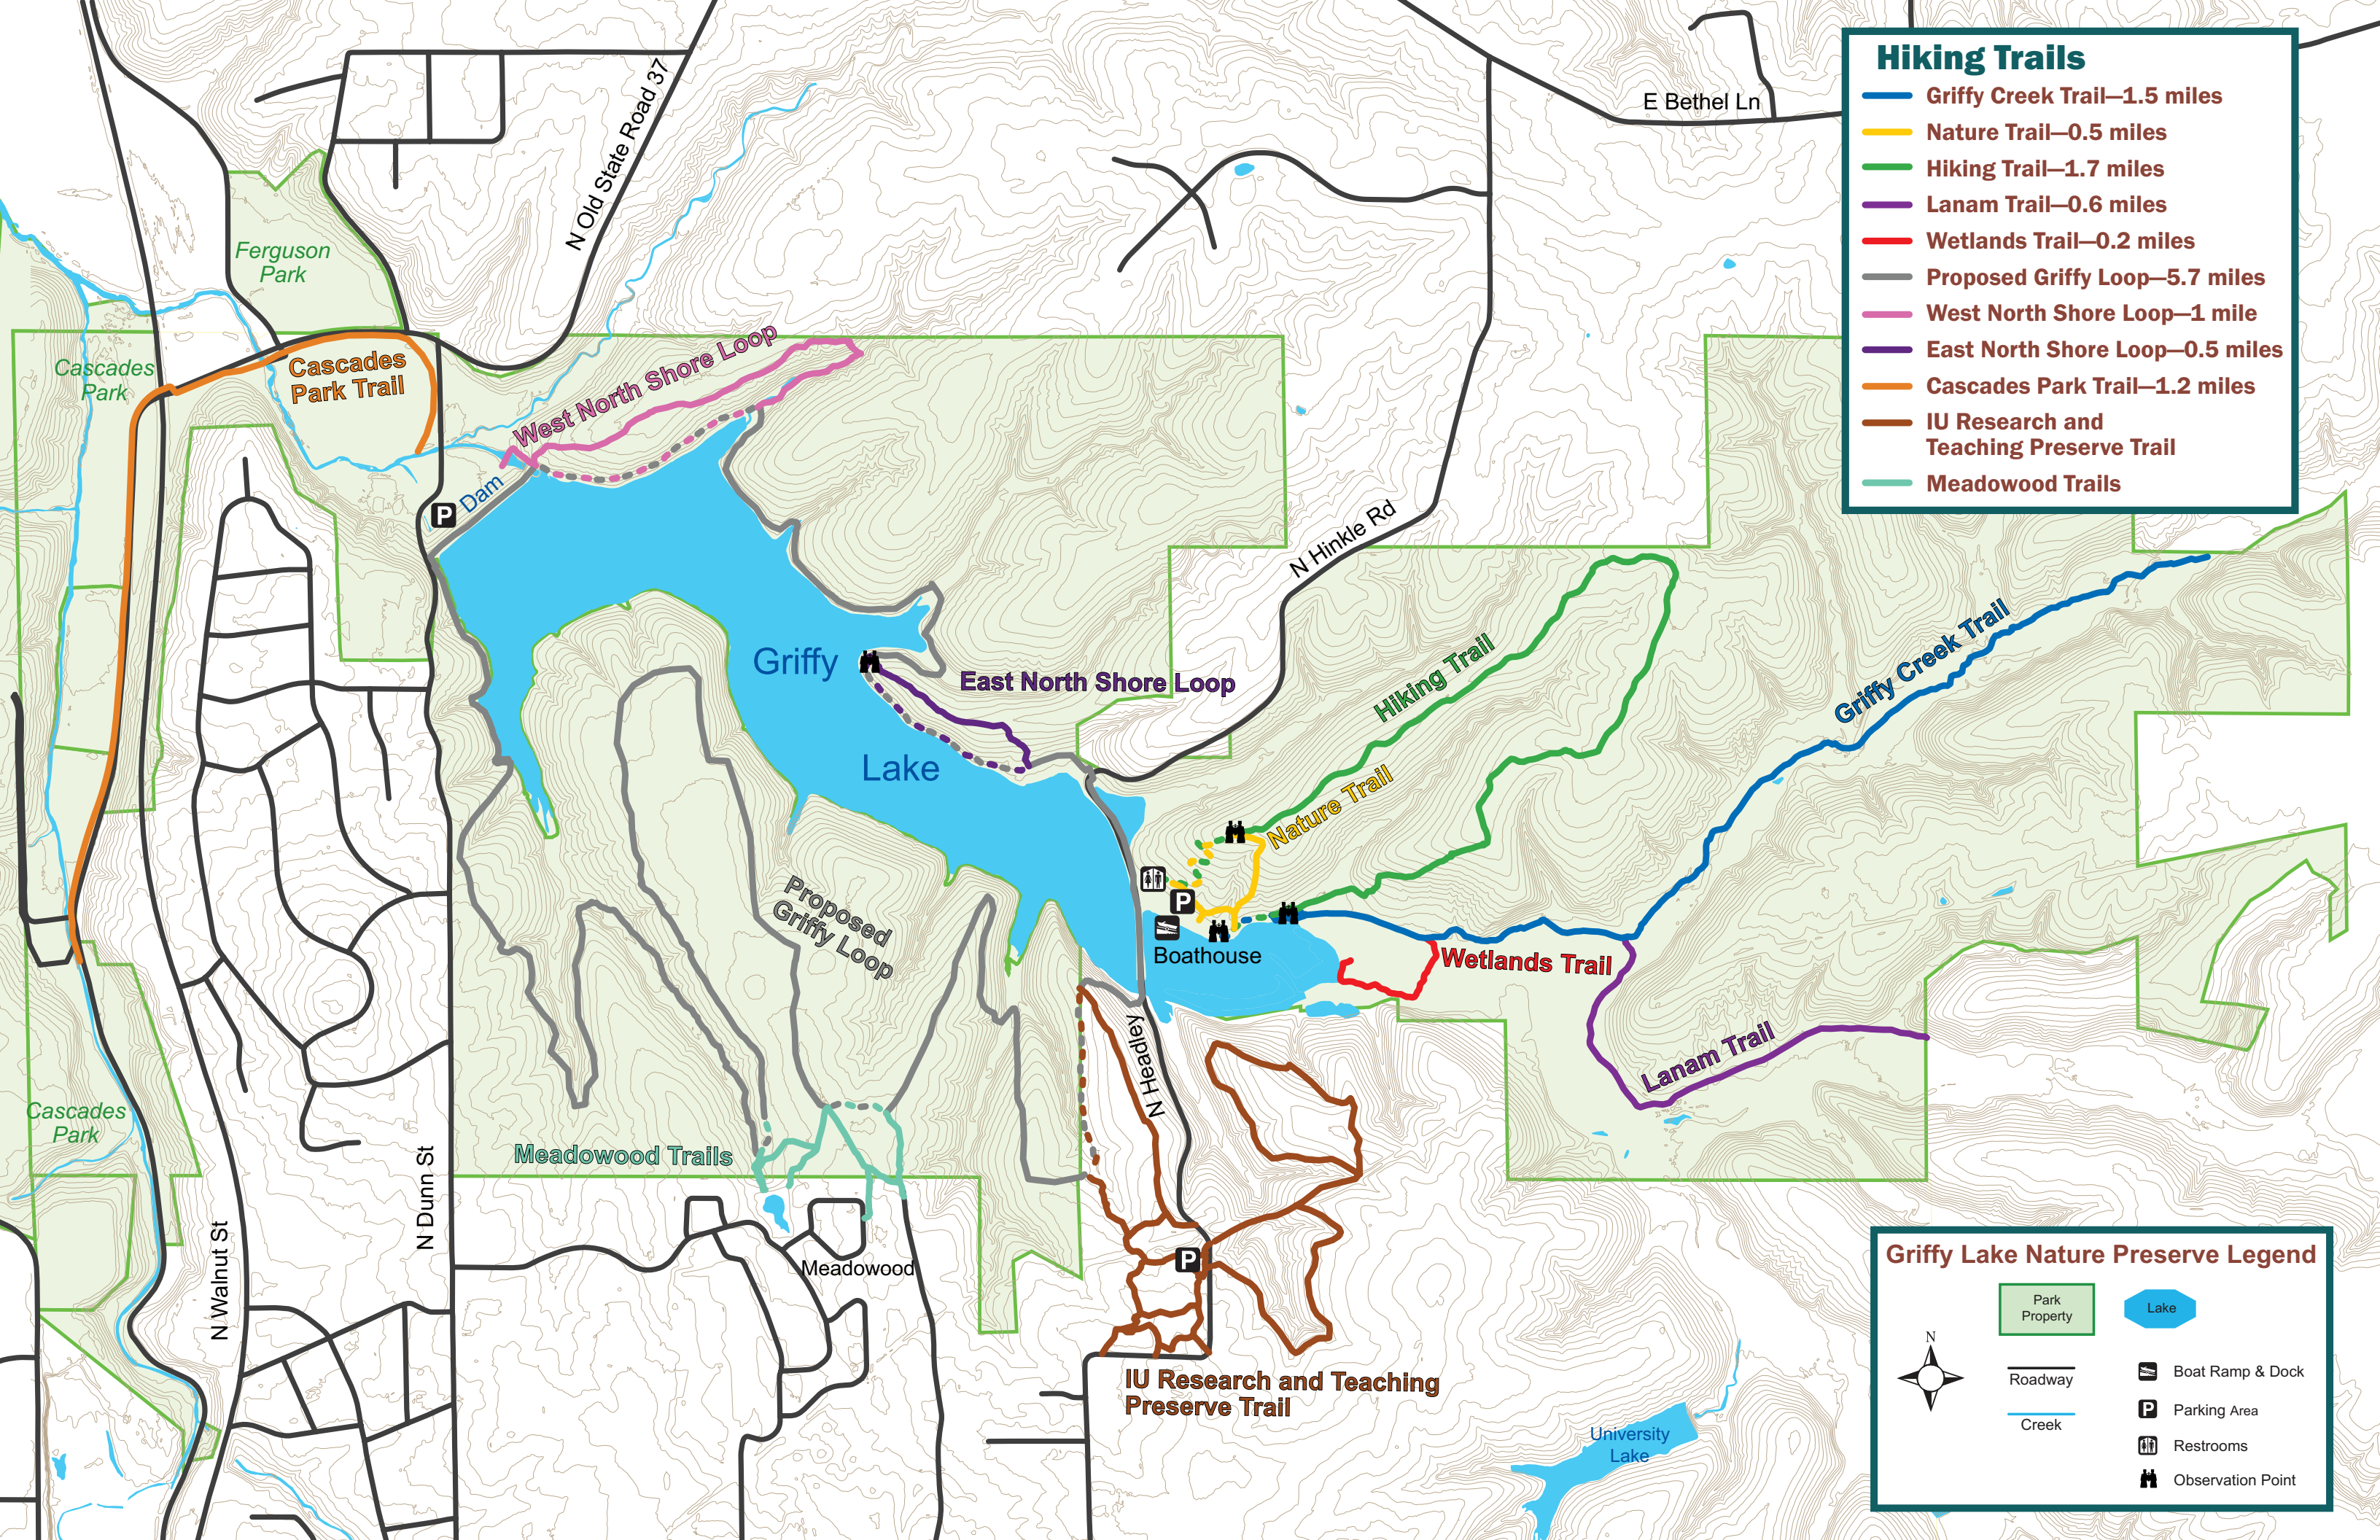 Hiking Trails
Griffy Creek Trail—1.5 miles
Nature Trail—0.5 miles
Hiking Trail—1.7 miles
Lanam Trail—0.6 miles
Wetlands Trail—0.2 miles
Proposed Griffy Loop—5.7 miles
West North Shore Loop—1 mile
East North Shore Loop—0.5 miles
Cascades Park Trail—1.2 miles
IU Research and
Teaching Preserve Trail
Meadowood Trails
E Bethel Ln
N Old State Road 37
Ferguson
Park
Cascades
Park
Cascades
Park Trail
West North Shore Loop
P
Dam
N Hinkle Rd
Griffy
East North Shore Loop
Hiking Trail
Griffy Creek Trail
Lake
Nature Trail
P
Proposed
Griffy Loop
Boathouse
Wetlands Trail
N Headley
Lanam Trail
Cascades
Park
Meadowood Trails
N Dunn St
N Walnut St
Meadowood
P
IU Research and Teaching
Preserve Trail
University
Lake
Griffy Lake Nature Preserve Legend
Park
Property
Lake
N
Roadway
Creek
Boat Ramp & Dock
P
Parking Area
Restrooms
Observation Point